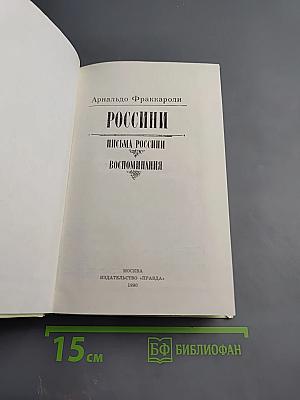 Арнальдо Фраккароли
РОССИНИ
ПИСЬМА РОССИНИ
ВОСПОМИНАНИЯ
МОСКВА
ИЗДАТЕЛЬСТВО «ПРАВДА»
1990
15 см
БФ БИБЛИОФАН